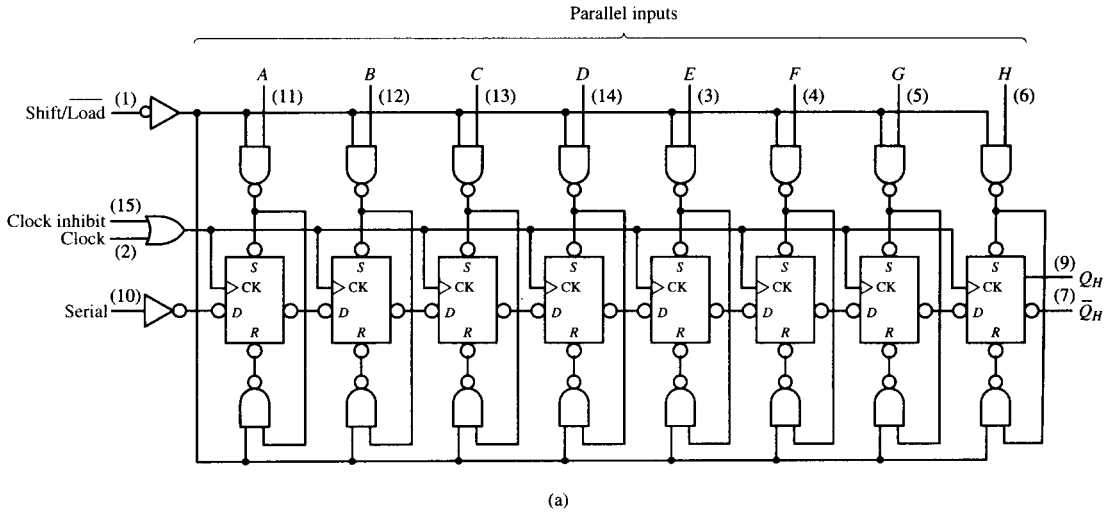 Parallel inputs
A B C D E F G H
(1) (11) (12) (13) (14) (3) (4) (5) (6)
Shift/L̅o̅a̅d̅
(15)
Clock inhibit
Clock
(2)
S S S S S S S S
(9)
Q_H
CK CK CK CK CK CK CK CK
(10)
Serial
D D D D D D D D
(7)
Q̅_H
R R R R R R R R
(a)